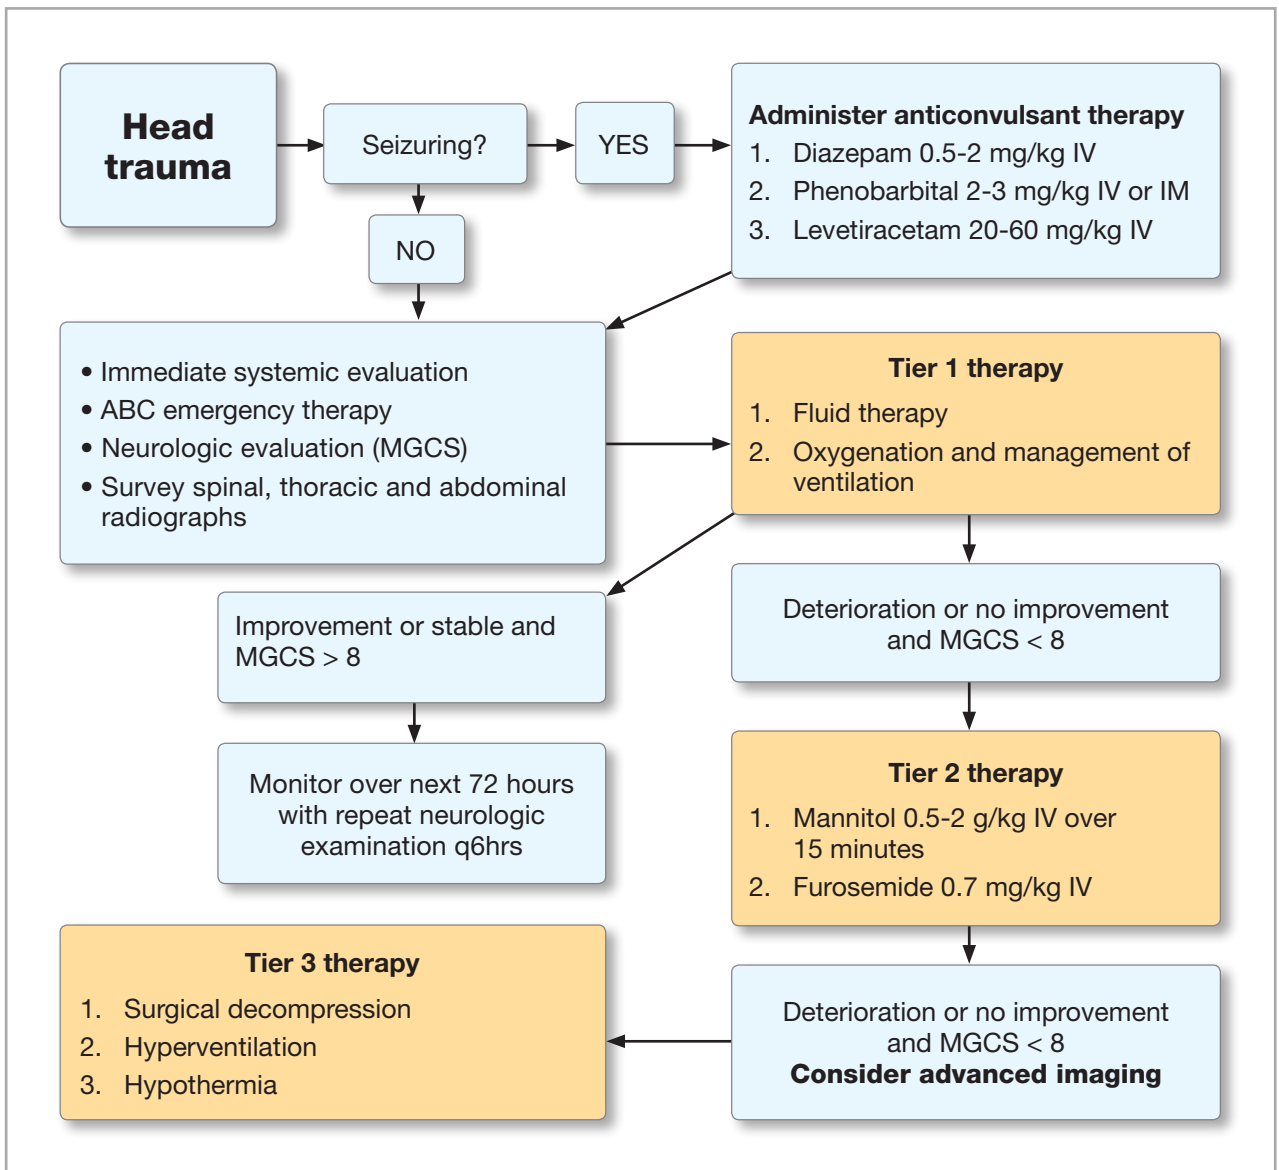 Head
trauma
Seizuring?
YES
NO
Administer anticonvulsant therapy
1. Diazepam 0.5-2 mg/kg IV
2. Phenobarbital 2-3 mg/kg IV or IM
3. Levetiracetam 20-60 mg/kg IV
• Immediate systemic evaluation
• ABC emergency therapy
• Neurologic evaluation (MGCS)
• Survey spinal, thoracic and abdominal
radiographs
Tier 1 therapy
1. Fluid therapy
2. Oxygenation and management of
ventilation
Improvement or stable and
MGCS > 8
Monitor over next 72 hours
with repeat neurologic
examination q6hrs
Deterioration or no improvement
and MGCS < 8
Tier 2 therapy
1. Mannitol 0.5-2 g/kg IV over
15 minutes
2. Furosemide 0.7 mg/kg IV
Deterioration or no improvement
and MGCS < 8
Consider advanced imaging
Tier 3 therapy
1. Surgical decompression
2. Hyperventilation
3. Hypothermia